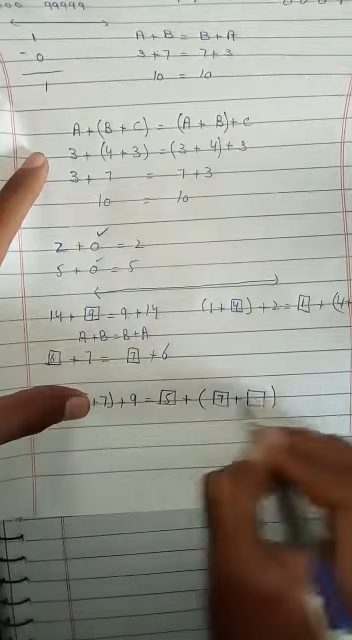 99999
1
- 0
1
A + B = B + A
3 + 7 = 7 + 3
10 = 10
A + (B + C) = (A + B) + C
3 + (4 + 3) = (3 + 4) + 3
3 + 7 = 7 + 3
10 = 10
2 + 0 = 2
5 + 0 = 5
14 + 9 = 9 + 14
(1 + 4) + 2 = 1 + (4+
A + B = B + A
6 + 7 = 7 + 6
+ 7) + 9 = 5 + (7 + )